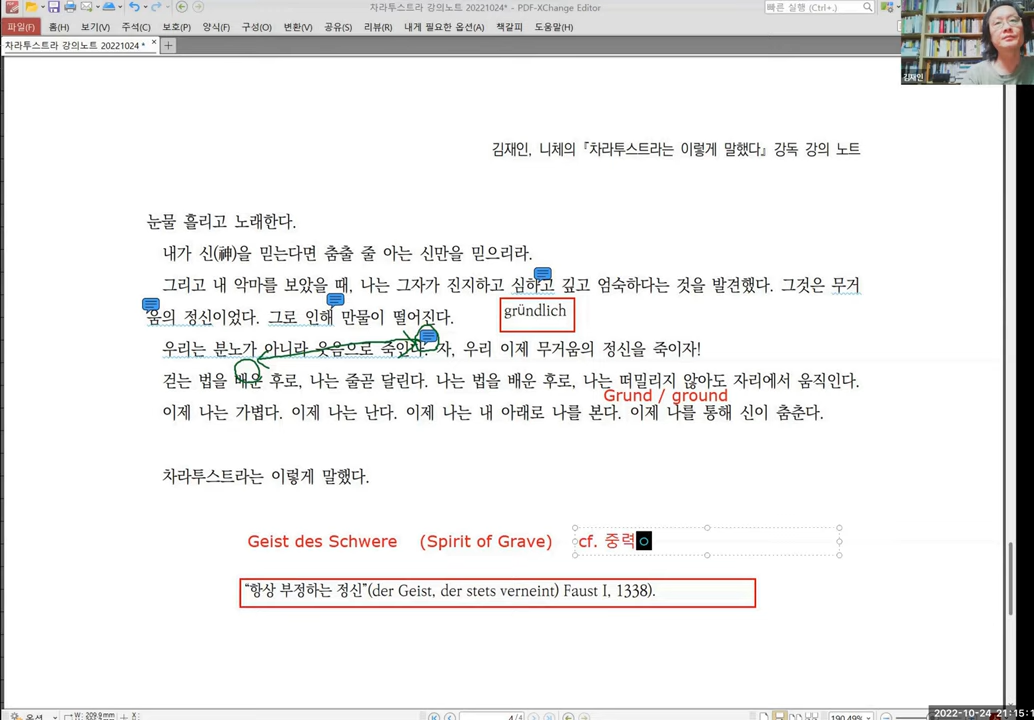 차라투스트라 강의노트 20221024* - PDF-XChange Editor
빠른 실행 (Ctrl+.)
파일(F) 홈(H) 보기(V) 주석(C) 보호(P) 양식(F) 구성(O) 변환(V) 공유(S) 리뷰(R) 내게 필요한 옵션(A) 책갈피 도움말(H)
차라투스트라 강의노트 20221024 *
김재인
김재인, 니체의 『차라투스트라는 이렇게 말했다』 강독 강의 노트
눈물 흘리고 노래한다.
내가 신(神)을 믿는다면 춤출 줄 아는 신만을 믿으리라.
그리고 내 악마를 보았을 때, 나는 그자가 진지하고 심하고 깊고 엄숙하다는 것을 발견했다. 그것은 무거
움의 정신이었다. 그로 인해 만물이 떨어진다.
gründlich
우리는 분노가 아니라 웃음으로 죽인다. 자, 우리 이제 무거움의 정신을 죽이자!
걷는 법을 배운 후로, 나는 줄곧 달린다. 나는 법을 배운 후로, 나는 떠밀리지 않아도 자리에서 움직인다.
Grund / ground
이제 나는 가볍다. 이제 나는 난다. 이제 나는 내 아래로 나를 본다. 이제 나를 통해 신이 춤춘다.
차라투스트라는 이렇게 말했다.
Geist des Schwere (Spirit of Grave) cf. 중력ㅇ
“항상 부정하는 정신”(der Geist, der stets verneint) Faust I, 1338).
옵션 W: 209.9mm X: 4/4 190.49%
2022-10-24 21:15:1